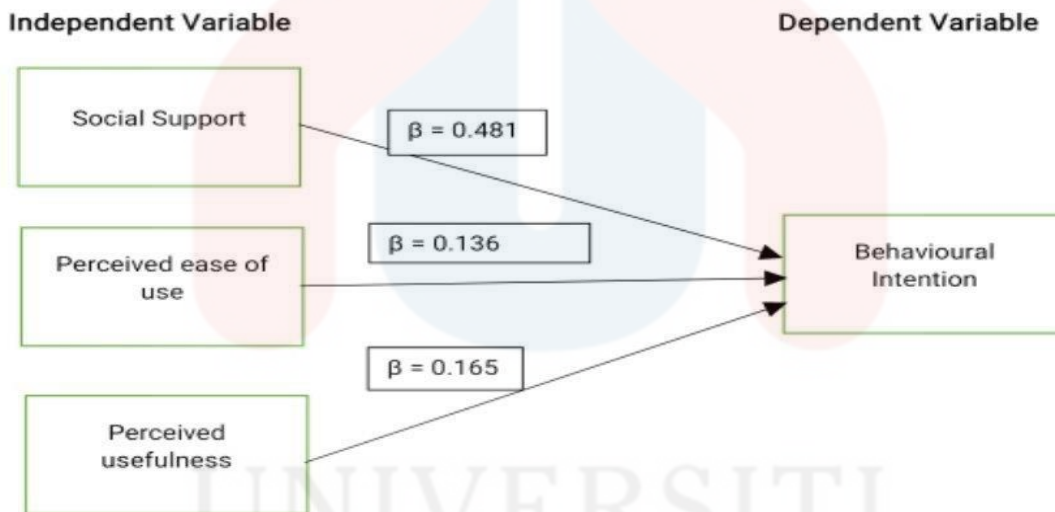 Independent Variable
Dependent Variable
Social Support
β = 0.481
β = 0.136
Perceived ease of
use
Behavioural
Intention
β = 0.165
Perceived
usefulness
UNIVERSITI